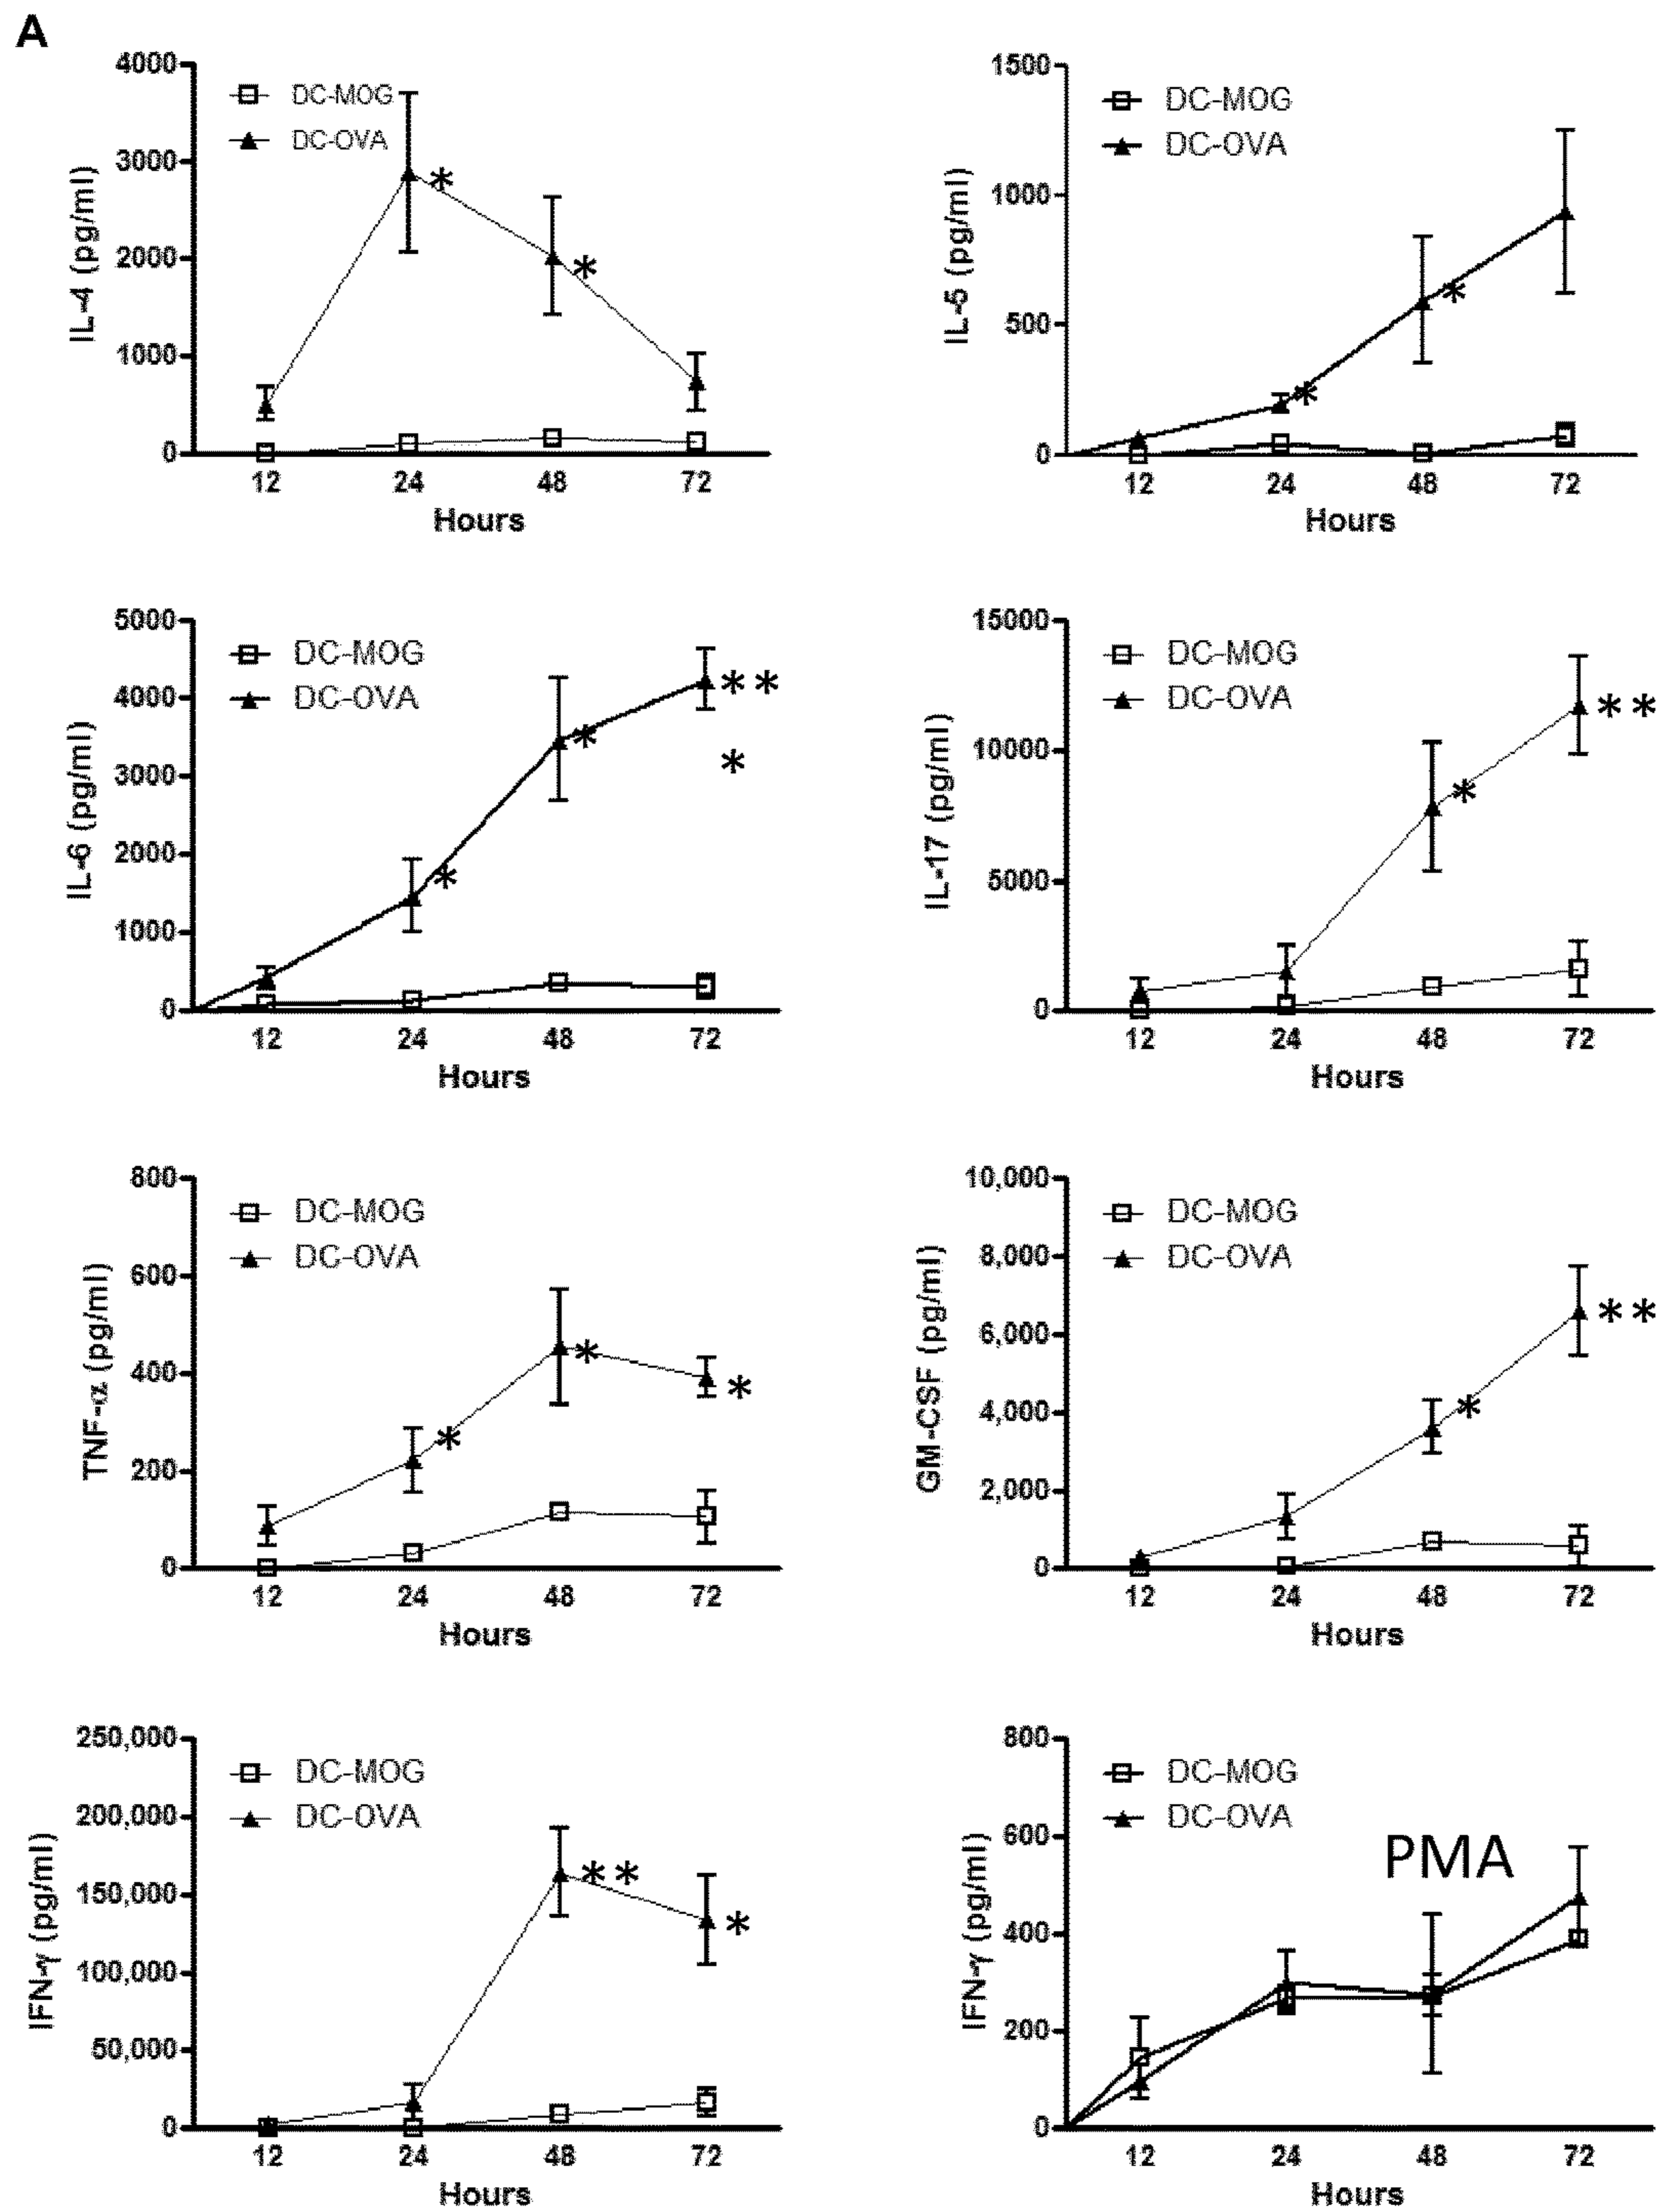 A
4000
3000
2000
1000
0
IL-4 (pg/ml)
DC-MOG
DC-OVA
*
*
12 24 48 72
Hours
1500
1000
500
0
IL-5 (pg/ml)
DC-MOG
DC-OVA
*
*
12 24 48 72
Hours
5000
4000
3000
2000
1000
0
IL-6 (pg/ml)
DC-MOG
DC-OVA
*
*
* *
*
12 24 48 72
Hours
15000
10000
5000
0
IL-17 (pg/ml)
DC-MOG
DC-OVA
*
* *
12 24 48 72
Hours
800
600
400
200
0
TNF-α (pg/ml)
DC-MOG
DC-OVA
*
*
*
12 24 48 72
Hours
10,000
8,000
6,000
4,000
2,000
0
GM-CSF (pg/ml)
DC-MOG
DC-OVA
*
* *
12 24 48 72
Hours
250,000
200,000
150,000
100,000
50,000
0
IFN-γ (pg/ml)
DC-MOG
DC-OVA
* *
*
12 24 48 72
Hours
800
600
400
200
0
IFN-γ (pg/ml)
DC-MOG
DC-OVA
PMA
12 24 48 72
Hours